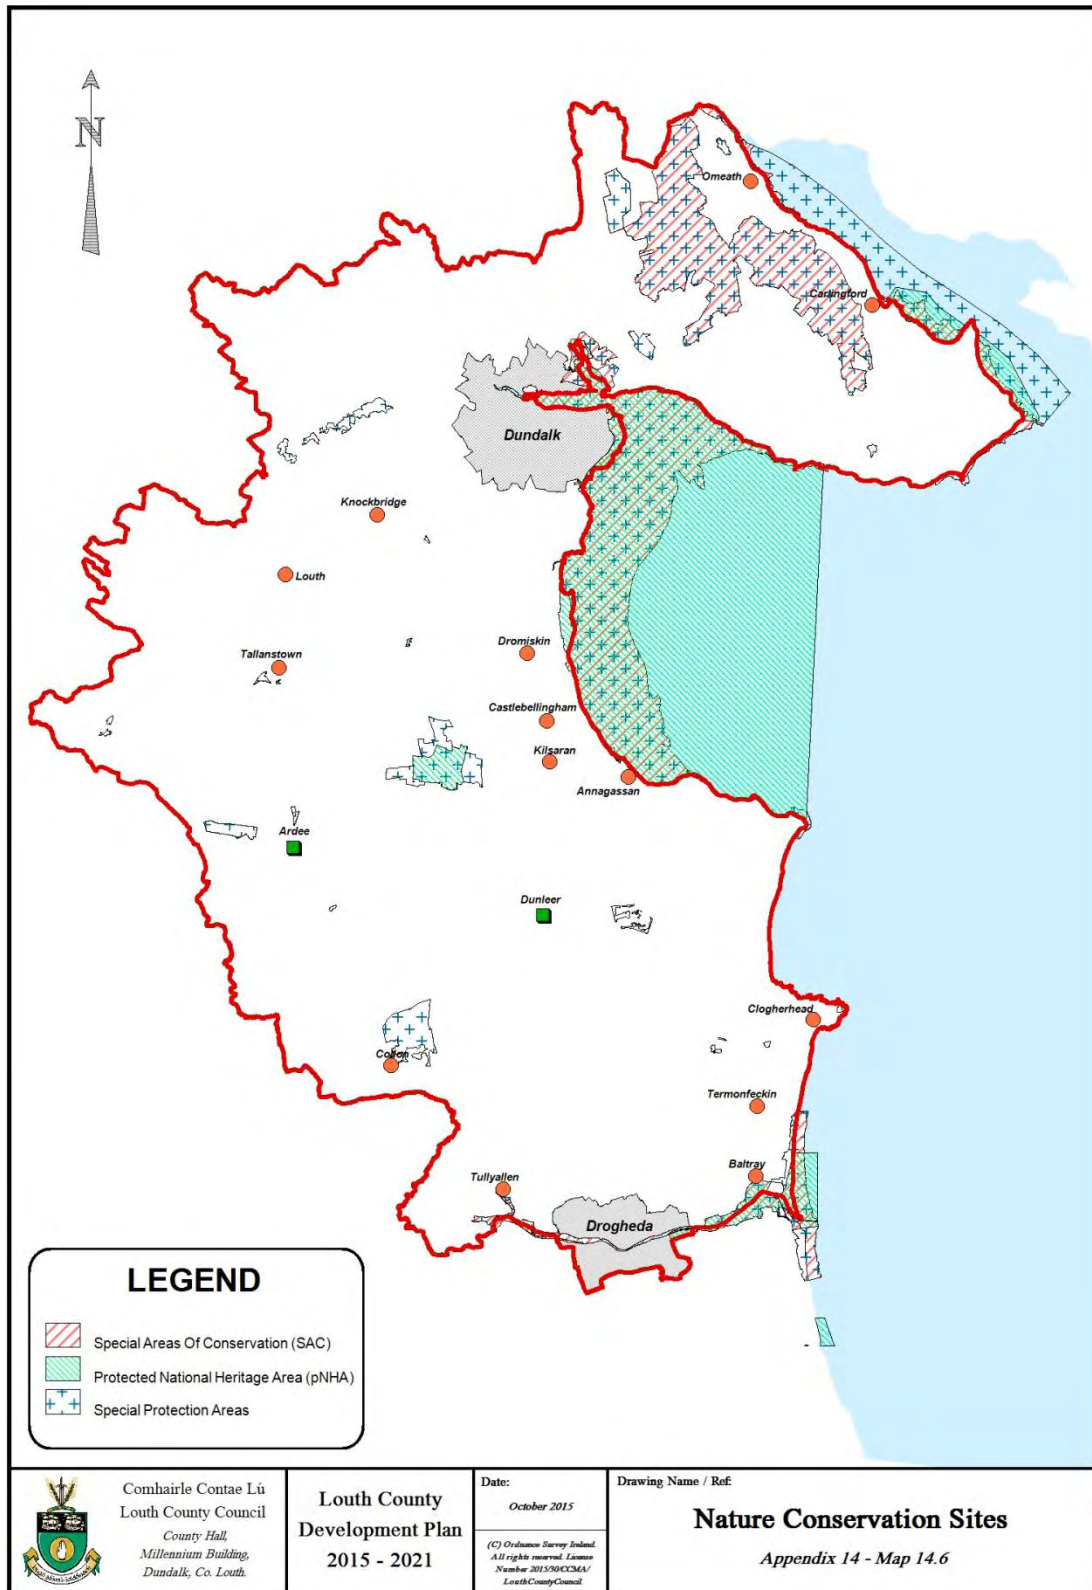 N
Omeath
Carlingford
Dundalk
Knockbridge
Louth
Dromiskin
Tallanstown
Castlebellingham
Kilsaran
Annagassan
Ardee
Dunleer
Clogherhead
Collon
Termonfeckin
Baltray
Tullyallen
Drogheda
LEGEND
Special Areas Of Conservation (SAC)
Protected National Heritage Area (pNHA)
Special Protection Areas
Comhairle Contae Lú
Louth County Council
County Hall,
Millennium Building,
Dundalk, Co. Louth.
Louth County
Development Plan
2015 - 2021
Date:
October 2015
(C) Ordnance Survey Ireland.
All rights reserved. License
Number 2015/30/CCMA/
LouthCountyCouncil
Drawing Name / Ref:
Nature Conservation Sites
Appendix 14 - Map 14.6